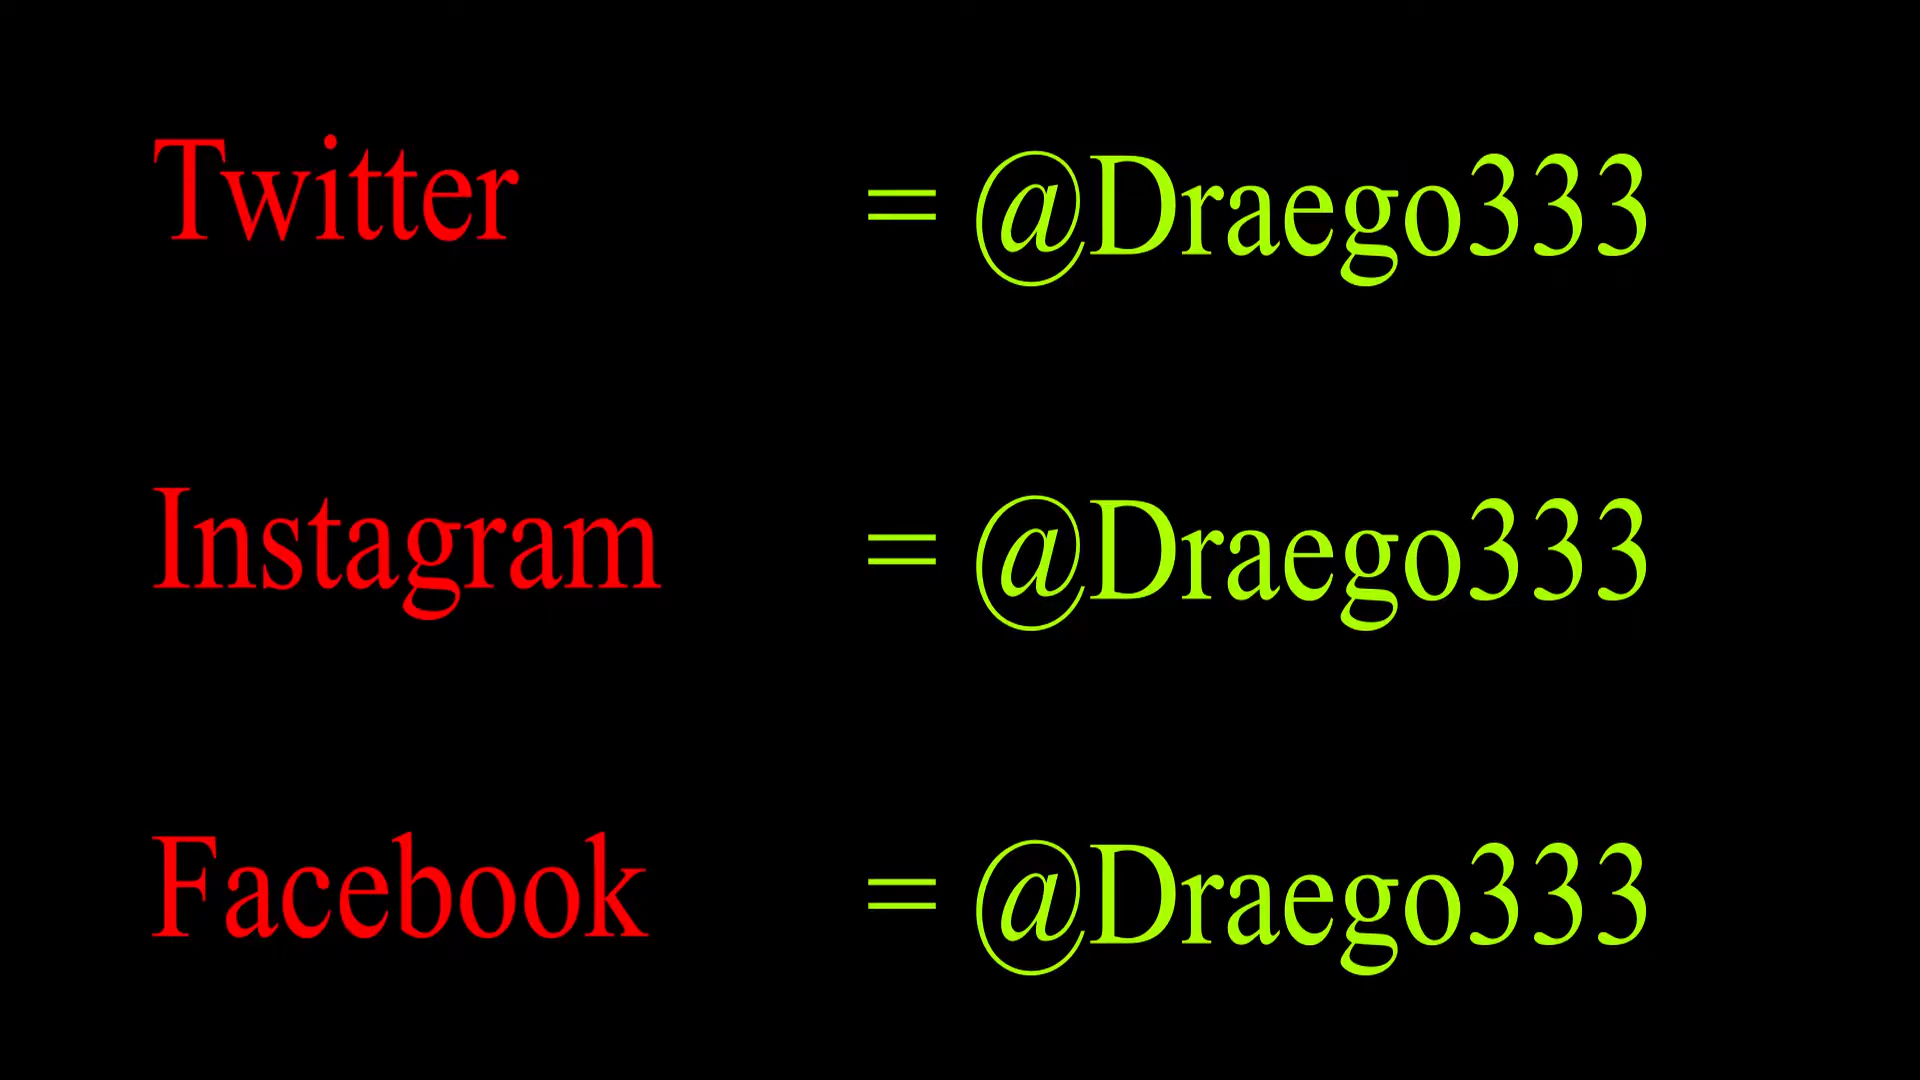 Twitter = @Draego333
Instagram = @Draego333
Facebook = @Draego333